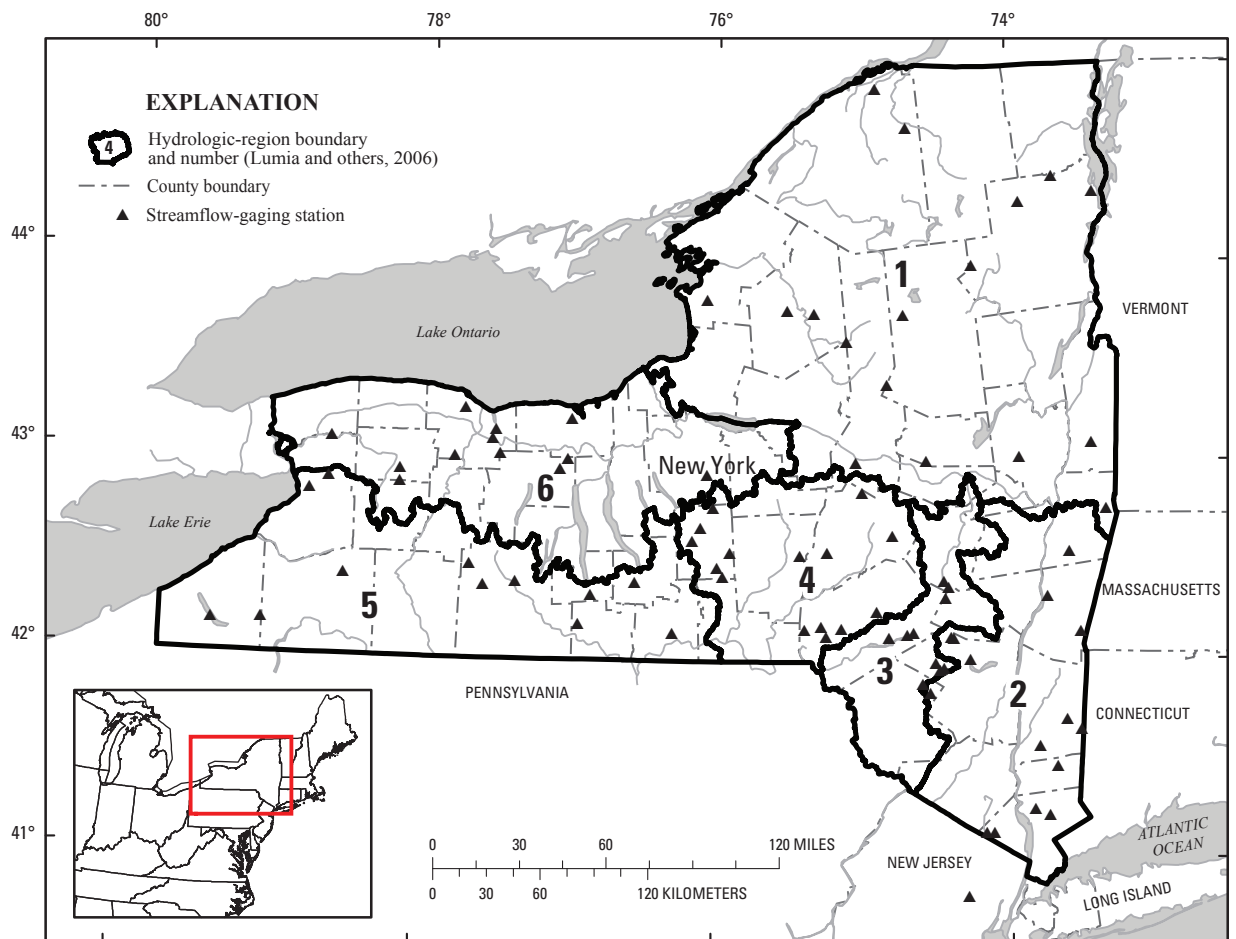 80°
78°
76°
74°
EXPLANATION
4
Hydrologic-region boundary
and number (Lumia and others, 2006)
County boundary
Streamflow-gaging station
44°
1
VERMONT
Lake Ontario
43°
New York
6
Lake Erie
4
MASSACHUSETTS
5
42°
3
2
PENNSYLVANIA
CONNECTICUT
41°
0
30
60
120 MILES
0
30
60
120 KILOMETERS
NEW JERSEY
ATLANTIC
OCEAN
LONG ISLAND